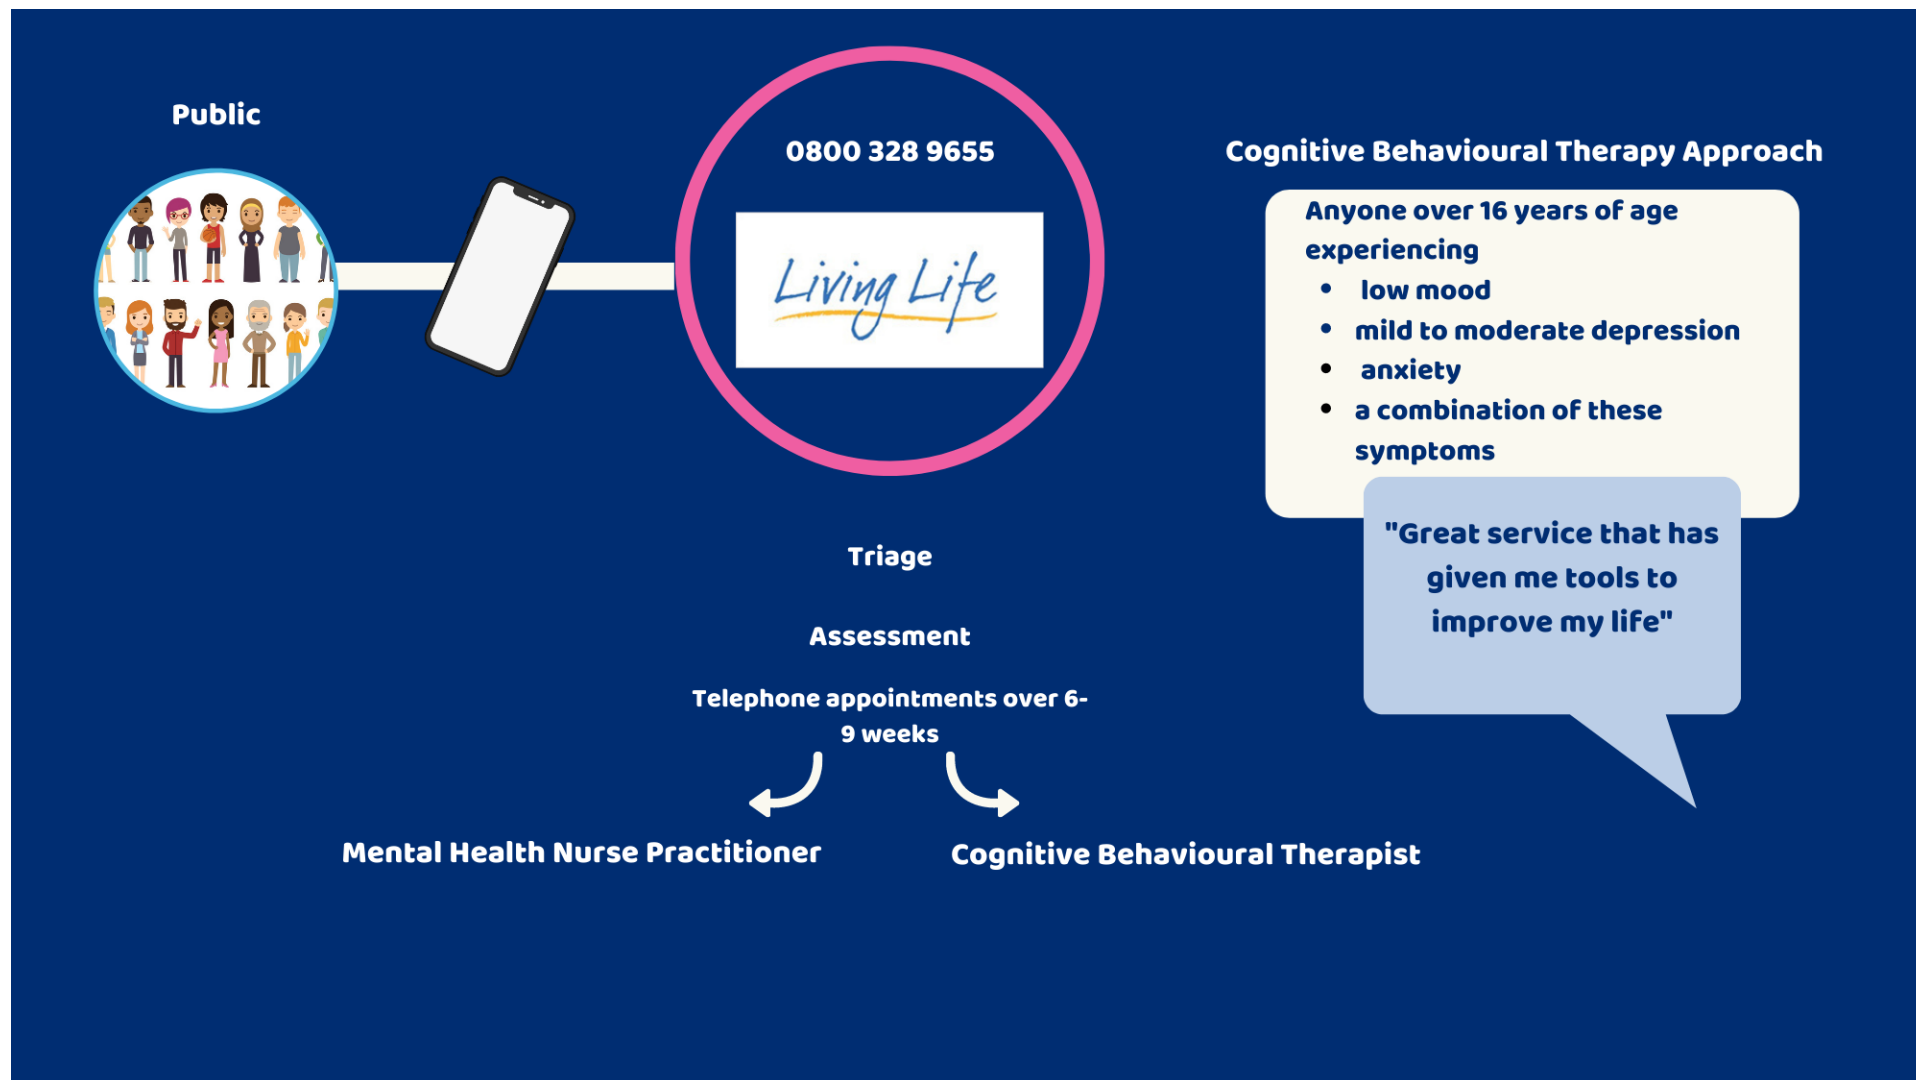 Public
0800 328 9655
Living Life
Cognitive Behavioural Therapy Approach
Anyone over 16 years of age
experiencing
• low mood
• mild to moderate depression
• anxiety
• a combination of these
symptoms
"Great service that has
given me tools to
improve my life"
Triage
Assessment
Telephone appointments over 6-
9 weeks
Mental Health Nurse Practitioner
Cognitive Behavioural Therapist